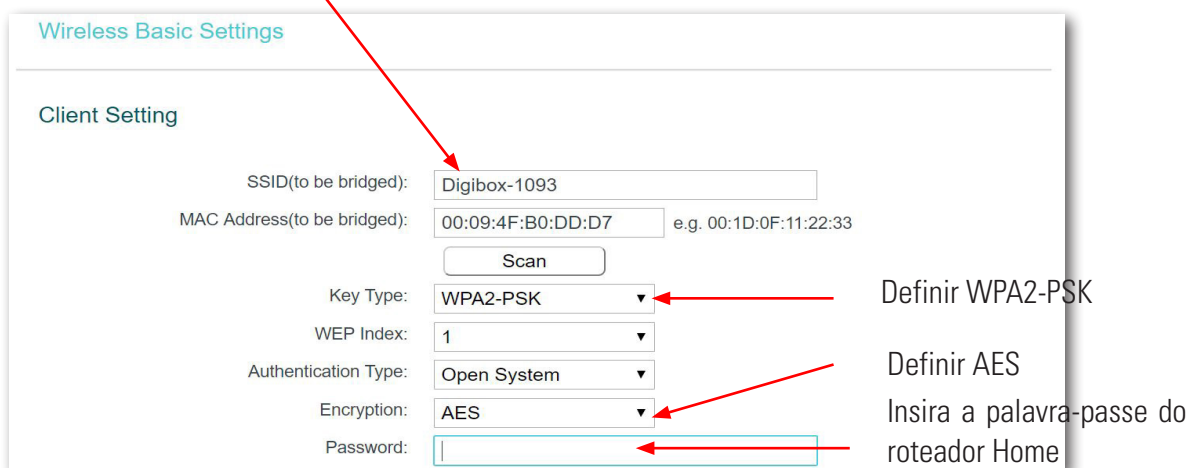 Wireless Basic Settings
Client Setting
SSID(to be bridged): Digibox-1093
MAC Address(to be bridged): 00:09:4F:B0:DD:D7 e.g. 00:1D:0F:11:22:33
Scan
Key Type: WPA2-PSK Definir WPA2-PSK
WEP Index: 1
Authentication Type: Open System Definir AES
Encryption: AES Insira a palavra-passe do
Password: roteador Home